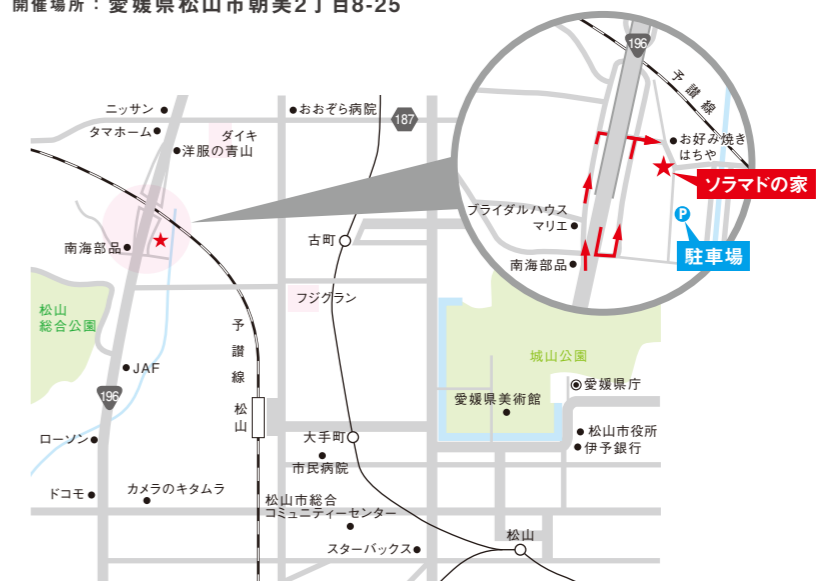 開催場所：愛媛県松山市朝美2丁目8-25
196
予讃線
お好み焼き
はちや
ソラマドの家
ブライダルハウス
マリエ
P
駐車場
南海部品
ニッサン
おおぞら病院
187
タマホーム
ダイキ
洋服の青山
南海部品
古町
フジグラン
松山
総合公園
予讃線
城山公園
JAF
196
愛媛県庁
愛媛県美術館
松山
ローソン
大手町
松山市役所
伊予銀行
市民病院
ドコモ
カメラのキタムラ
松山市総合
コミュニティーセンター
スターバックス
松山